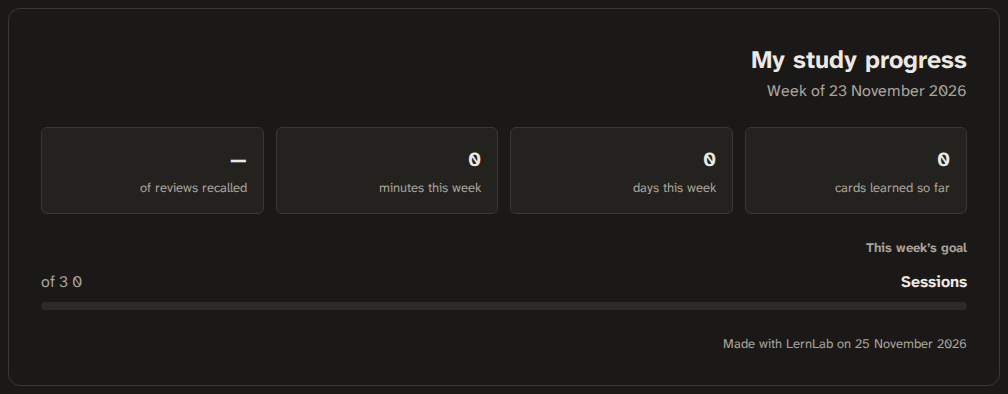 My study progress
Week of 23 November 2026
—
of reviews recalled
0
minutes this week
0
days this week
0
cards learned so far
This week's goal
of 3 0
Sessions
Made with LernLab on 25 November 2026